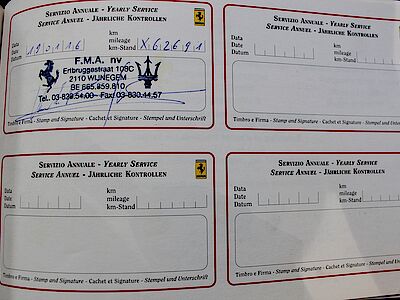 SERVIZIO ANNUALE - YEARLY SERVICE
SERVICE ANNUEL - JÄHRLICHE KONTROLLEN
Data
Date
Datum
190116
km
mileage
km-Stand
X62691
F.M.A. nv
2110 WIJNEGEM
Timbro e Firma - Stamp and Signature - Cachet et Signature - Stempel und Unterschrift
SERVIZIO ANNUALE - YEARLY SERVICE
SERVICE ANNUEL - JÄHRLICHE KONTROLLEN
Data
Date
Datum
km
mileage
km-Stand
Timbro e Firma - Stamp and Signature - Cachet et Signature - Stempel und Unterschrift
SERVIZIO ANNUALE - YEARLY SERVICE
SERVICE ANNUEL - JÄHRLICHE KONTROLLEN
Data
Date
Datum
km
mileage
km-Stand
Timbro e Firma - Stamp and Signature - Cachet et Signature - Stempel und Unterschrift
SERVIZIO ANNUALE - YEARLY SERVICE
SERVICE ANNUEL - JÄHRLICHE KONTROLLEN
Data
Date
Datum
km
mileage
km-Stand
Timbro e Firma - Stamp and Signature - Cachet et Signature - Stempel und Unterschrift